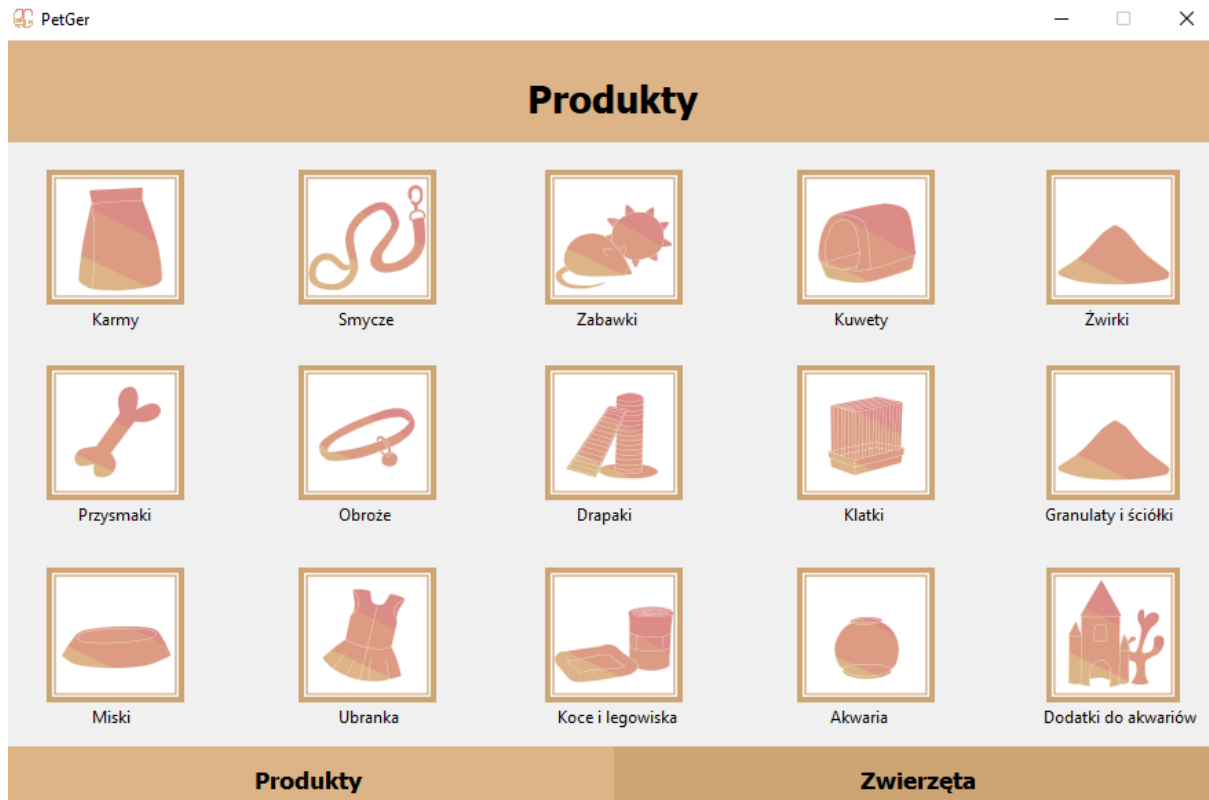 PetGer
Produkty
Karmy
Smycze
Zabawki
Kuwety
Żwirki
Przysmaki
Obroże
Drapaki
Klatki
Granulaty i ściółki
Miski
Ubranka
Koce i legowiska
Akwaria
Dodatki do akwariów
Produkty
Zwierzęta